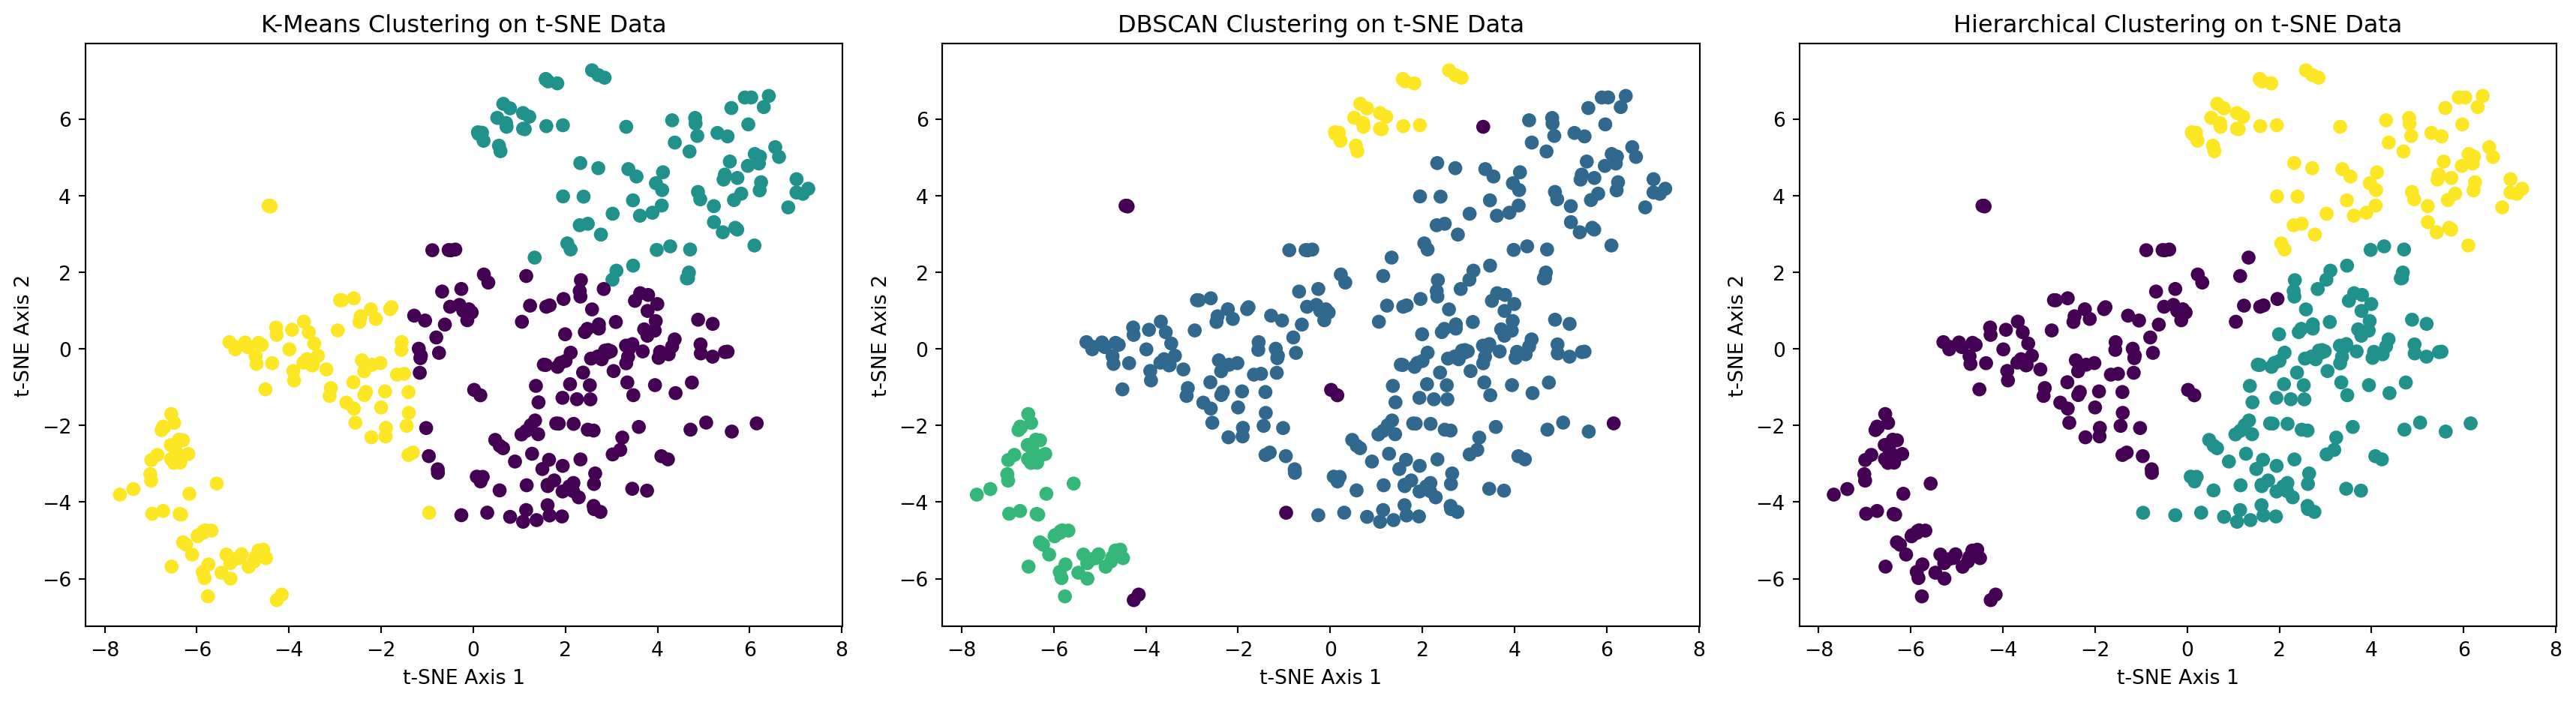 K-Means Clustering on t-SNE Data
t-SNE Axis 2
6
4
2
0
−2
−4
−6
−8 −6 −4 −2 0 2 4 6 8
t-SNE Axis 1
DBSCAN Clustering on t-SNE Data
t-SNE Axis 2
6
4
2
0
−2
−4
−6
−8 −6 −4 −2 0 2 4 6 8
t-SNE Axis 1
Hierarchical Clustering on t-SNE Data
t-SNE Axis 2
6
4
2
0
−2
−4
−6
−8 −6 −4 −2 0 2 4 6 8
t-SNE Axis 1